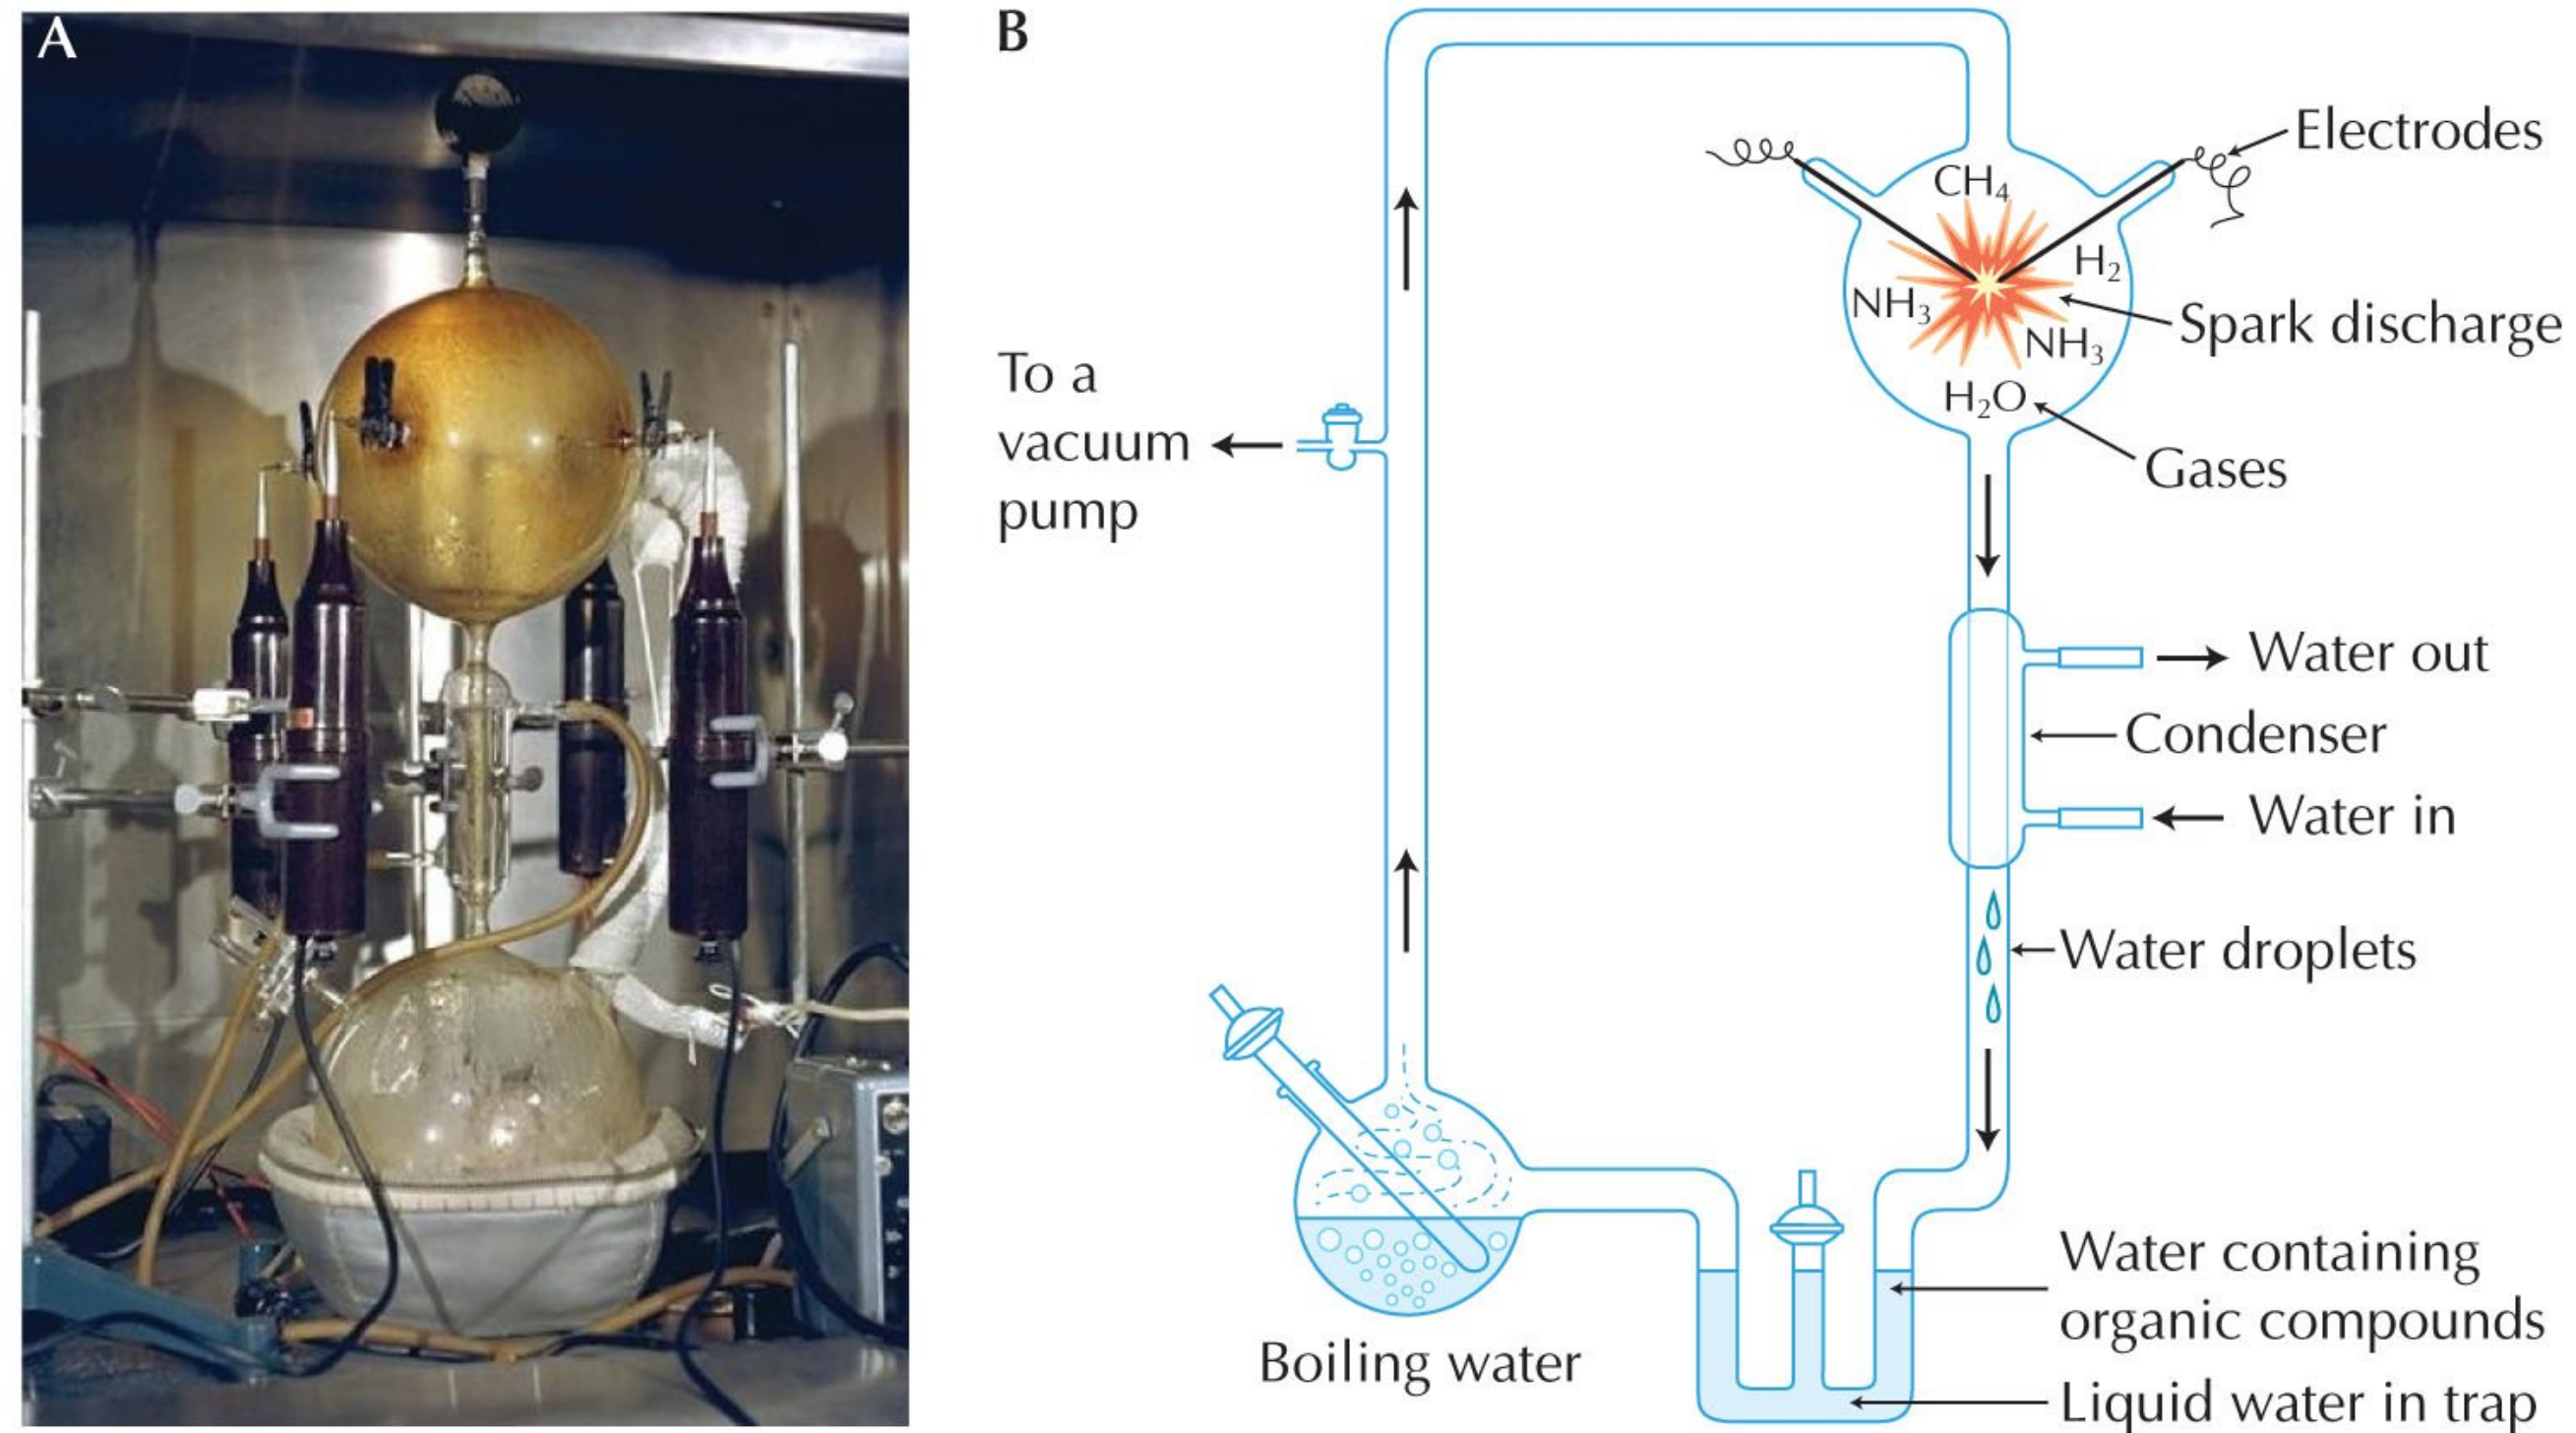 A
B
Electrodes
CH₄
H₂
NH₃
Spark discharge
NH₃
H₂O
Gases
To a
vacuum
pump
Water out
Condenser
Water in
Water droplets
Boiling water
Water containing
organic compounds
Liquid water in trap